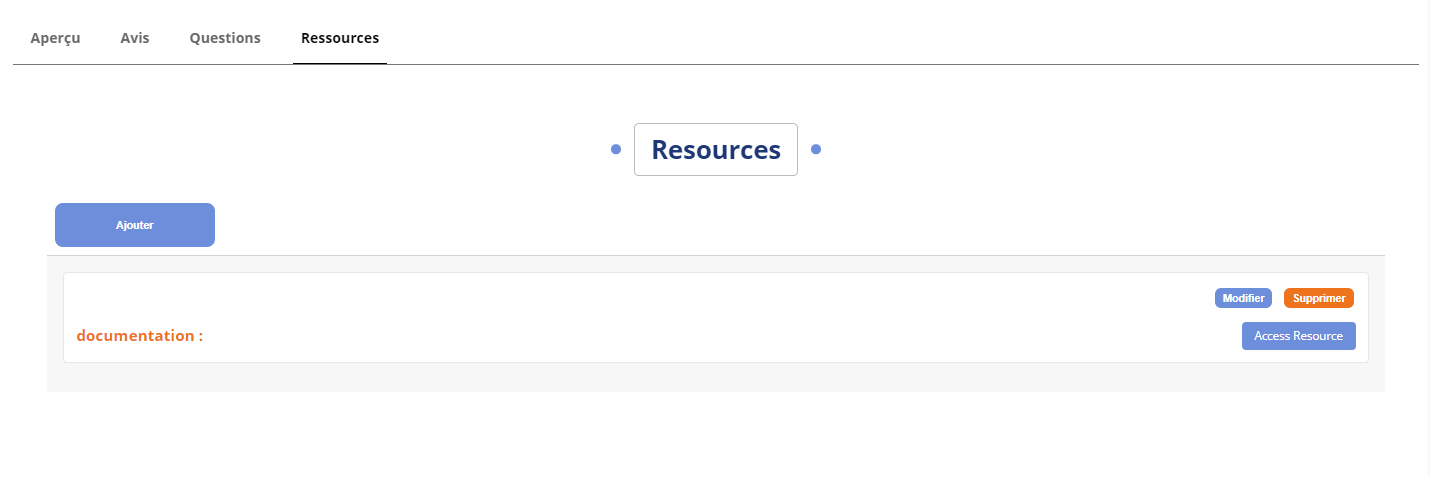 Aperçu Avis Questions Ressources
Resources
Ajouter
Modifier Supprimer
documentation : Access Resource